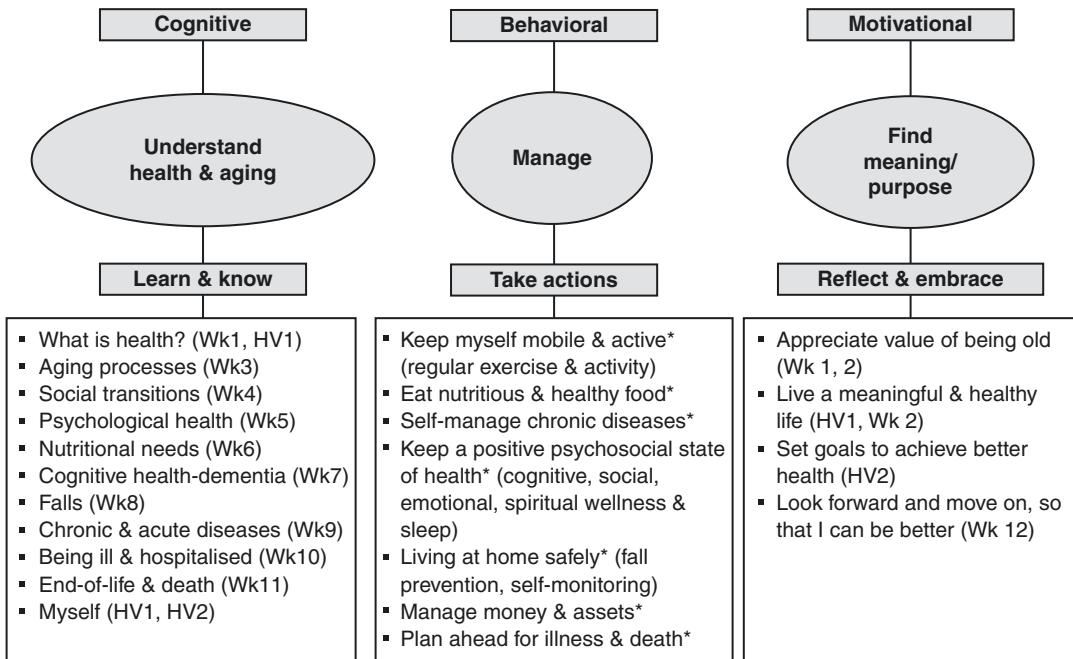 Cognitive
Understand
health & aging
Learn & know
▪ What is health? (Wk1, HV1)
▪ Aging processes (Wk3)
▪ Social transitions (Wk4)
▪ Psychological health (Wk5)
▪ Nutritional needs (Wk6)
▪ Cognitive health-dementia (Wk7)
▪ Falls (Wk8)
▪ Chronic & acute diseases (Wk9)
▪ Being ill & hospitalised (Wk10)
▪ End-of-life & death (Wk11)
▪ Myself (HV1, HV2)
Behavioral
Manage
Take actions
▪ Keep myself mobile & active*
(regular exercise & activity)
▪ Eat nutritious & healthy food*
▪ Self-manage chronic diseases*
▪ Keep a positive psychosocial state
of health* (cognitive, social,
emotional, spiritual wellness &
sleep)
▪ Living at home safely* (fall
prevention, self-monitoring)
▪ Manage money & assets*
▪ Plan ahead for illness & death*
Motivational
Find
meaning/
purpose
Reflect & embrace
▪ Appreciate value of being old
(Wk 1, 2)
▪ Live a meaningful & healthy
life (HV1, Wk 2)
▪ Set goals to achieve better
health (HV2)
▪ Look forward and move on, so
that I can be better (Wk 12)